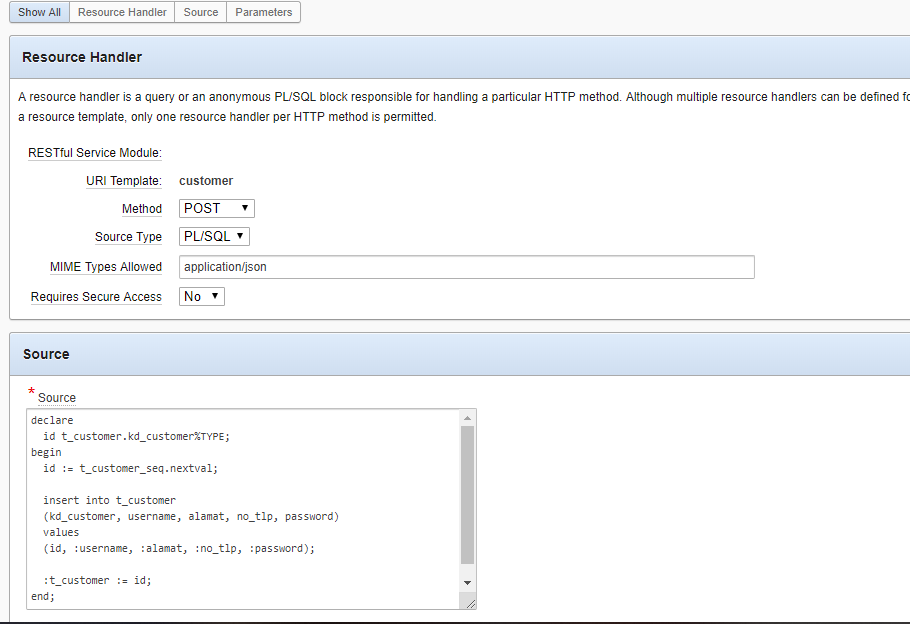 Show All Resource Handler Source Parameters
Resource Handler
A resource handler is a query or an anonymous PL/SQL block responsible for handling a particular HTTP method. Although multiple resource handlers can be defined fo
a resource template, only one resource handler per HTTP method is permitted.
RESTful Service Module:
URI Template: customer
Method POST
Source Type PL/SQL
MIME Types Allowed application/json
Requires Secure Access No
Source
* Source
declare
  id t_customer.kd_customer%TYPE;
begin
  id := t_customer_seq.nextval;
  insert into t_customer
  (kd_customer, username, alamat, no_tlp, password)
  values
  (id, :username, :alamat, :no_tlp, :password);
  :t_customer := id;
end;